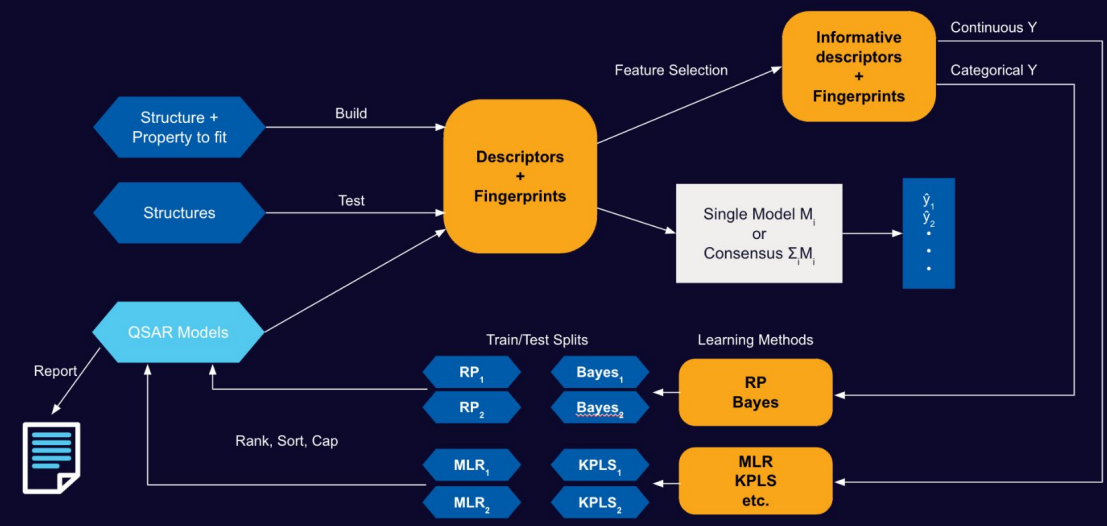 Continuous Y
Informative
descriptors
+
Fingerprints
Feature Selection
Categorical Y
Structure +
Property to fit
Build
Descriptors
+
Fingerprints
Structures
Test
Single Model Mᵢ
or
Consensus ΣᵢMᵢ
ŷ₁
ŷ₂
•
•
•
QSAR Models
Report
Train/Test Splits
Learning Methods
RP₁
Bayes₁
RP
Bayes
RP₂
Bayes₂
Rank, Sort, Cap
MLR₁
KPLS₁
MLR
KPLS
etc.
MLR₂
KPLS₂